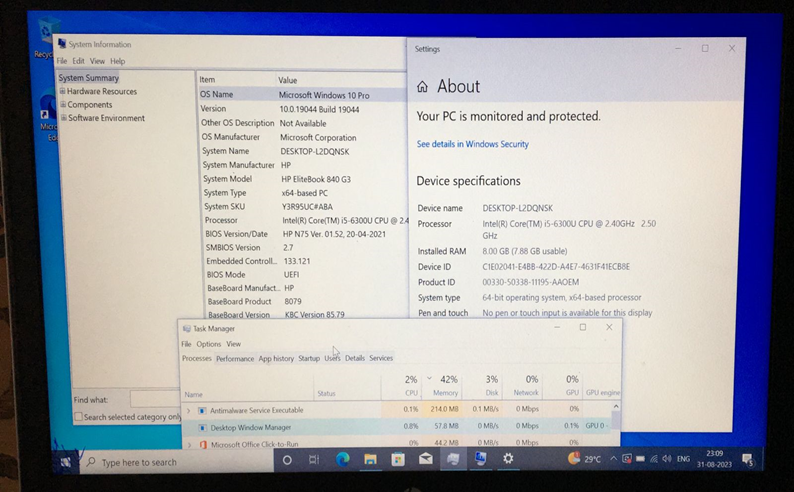 Recyc
Micro
Ed
System Information
File Edit View Help
System Summary
Hardware Resources
Components
Software Environment
Item Value
OS Name Microsoft Windows 10 Pro
Version 10.0.19044 Build 19044
Other OS Description Not Available
OS Manufacturer Microsoft Corporation
System Name DESKTOP-L2DQNSK
System Manufacturer HP
System Model HP EliteBook 840 G3
System Type x64-based PC
System SKU Y3R95UC#ABA
Processor Intel(R) Core(TM) i5-6300U CPU @ 2.4
BIOS Version/Date HP N75 Ver. 01.52, 20-04-2021
SMBIOS Version 2.7
Embedded Controll... 133.121
BIOS Mode UEFI
BaseBoard Manufact... HP
BaseBoard Product 8079
BaseBoard Version KBC Version 85.79
Find what:
Search selected category only
Settings
About
Your PC is monitored and protected.
See details in Windows Security
Device specifications
Device name DESKTOP-L2DQNSK
Processor Intel(R) Core(TM) i5-6300U CPU @ 2.40GHz 2.50
GHz
Installed RAM 8.00 GB (7.88 GB usable)
Device ID C1E02041-E4BB-422D-A4E7-4631F41ECB8E
Product ID 00330-50338-11195-AAOEM
System type 64-bit operating system, x64-based processor
Pen and touch No pen or touch input is available for this display
Task Manager
File Options View
Processes Performance App history Startup Users Details Services
2% 42% 3% 0% 0%
Name Status CPU Memory Disk Network GPU GPU engine
Antimalware Service Executable 0.1% 214.0 MB 0.1 MB/s 0 Mbps 0%
Desktop Window Manager 0.8% 57.8 MB 0 MB/s 0 Mbps 0.1% GPU 0 -
Microsoft Office Click-to-Run 0% 44.2 MB 0 MB/s 0 Mbps 0%
Type here to search
29°C ENG 23:09
31-08-2023
5